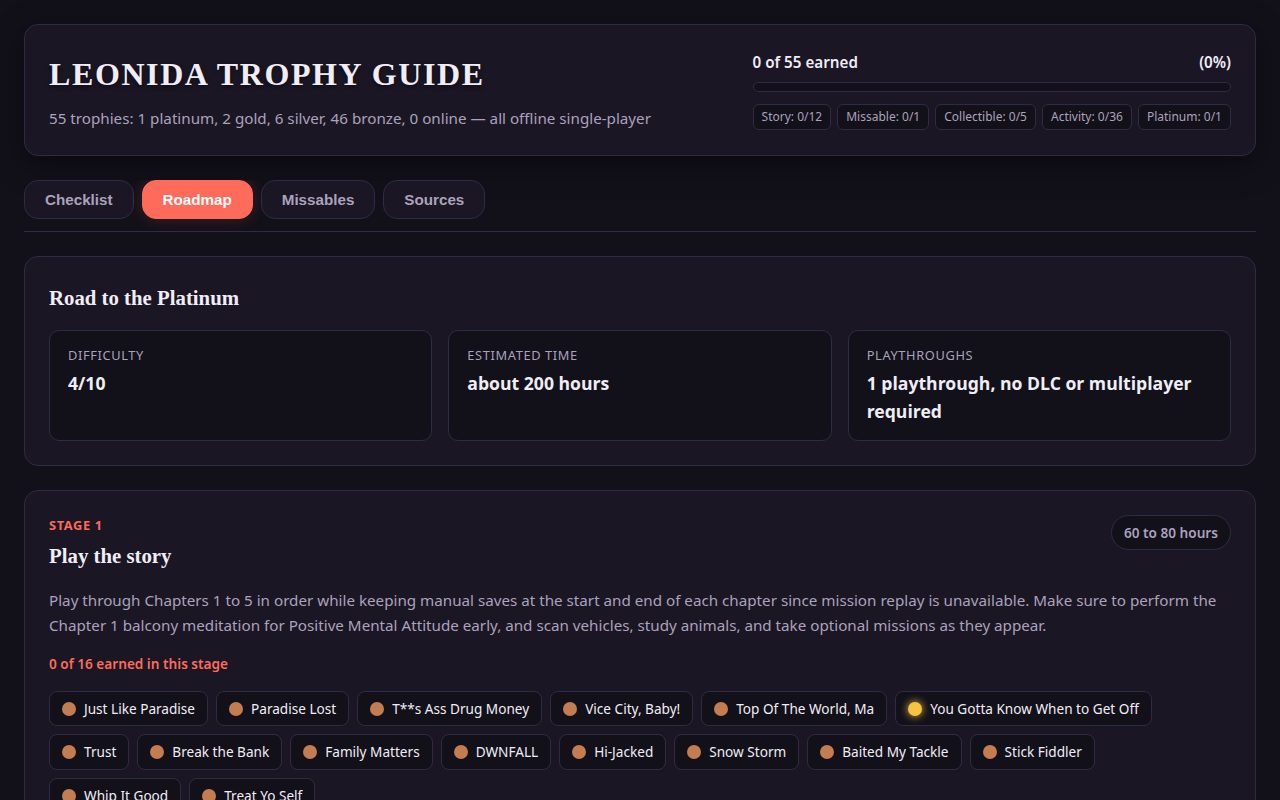 LEONIDA TROPHY GUIDE
55 trophies: 1 platinum, 2 gold, 6 silver, 46 bronze, 0 online — all offline single-player
0 of 55 earned (0%)
Story: 0/12 Missable: 0/1 Collectible: 0/5 Activity: 0/36 Platinum: 0/1
Checklist Roadmap Missables Sources
Road to the Platinum
DIFFICULTY
4/10
ESTIMATED TIME
about 200 hours
PLAYTHROUGHS
1 playthrough, no DLC or multiplayer
required
STAGE 1
Play the story
60 to 80 hours
Play through Chapters 1 to 5 in order while keeping manual saves at the start and end of each chapter since mission replay is unavailable. Make sure to perform the
Chapter 1 balcony meditation for Positive Mental Attitude early, and scan vehicles, study animals, and take optional missions as they appear.
0 of 16 earned in this stage
Just Like Paradise Paradise Lost T**s Ass Drug Money Vice City, Baby! Top Of The World, Ma You Gotta Know When to Get Off
Trust Break the Bank Family Matters DWNFALL Hi-Jacked Snow Storm Baited My Tackle Stick Fiddler
Whip It Good Treat Yo Self